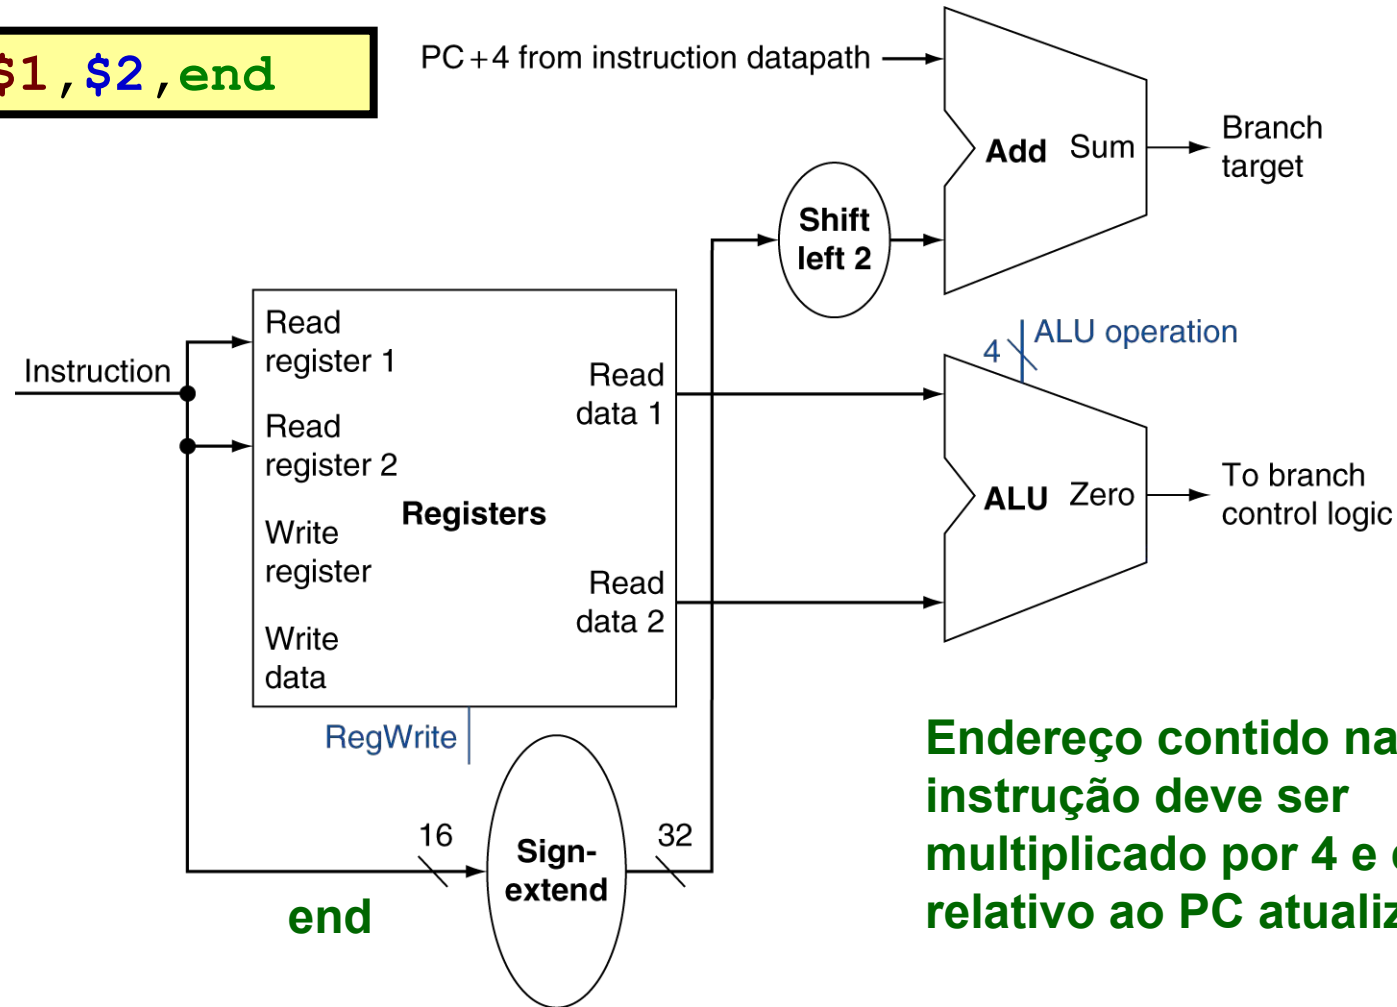 $1,$2,end
PC+4 from instruction datapath
Add Sum
Branch
target
Shift
left 2
ALU operation
4
Instruction
Read
register 1
Read
data 1
Read
register 2
Registers
ALU Zero
To branch
control logic
Write
register
Read
data 2
Write
data
RegWrite
16
Sign-
extend
32
end
Endereço contido na
instrução deve ser
multiplicado por 4 e
relativo ao PC